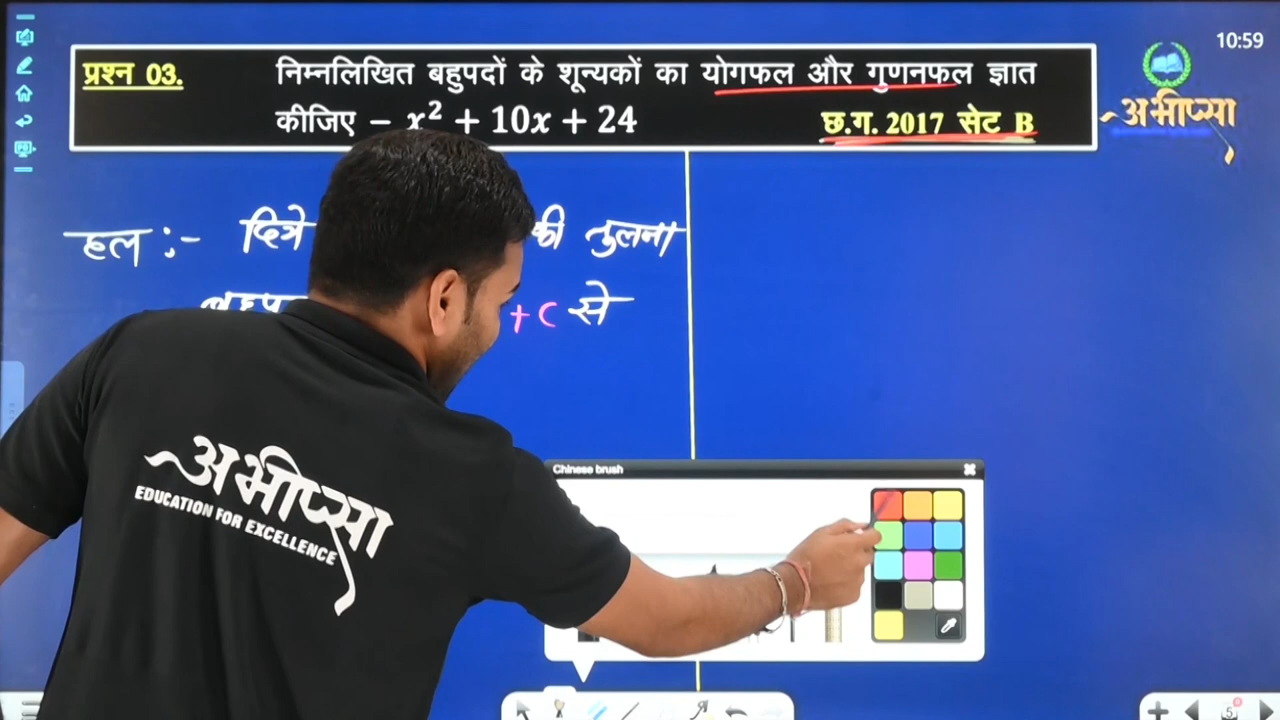 10:59
प्रश्न 03. निम्नलिखित बहुपदों के शून्यकों का योगफल और गुणनफल ज्ञात
कीजिए – x² + 10x + 24 छ.ग. 2017 सेट B
अभीप्सा
हल :- दिये की तुलना
+ C से
Chinese brush
अभीप्सा
EDUCATION FOR EXCELLENCE
5